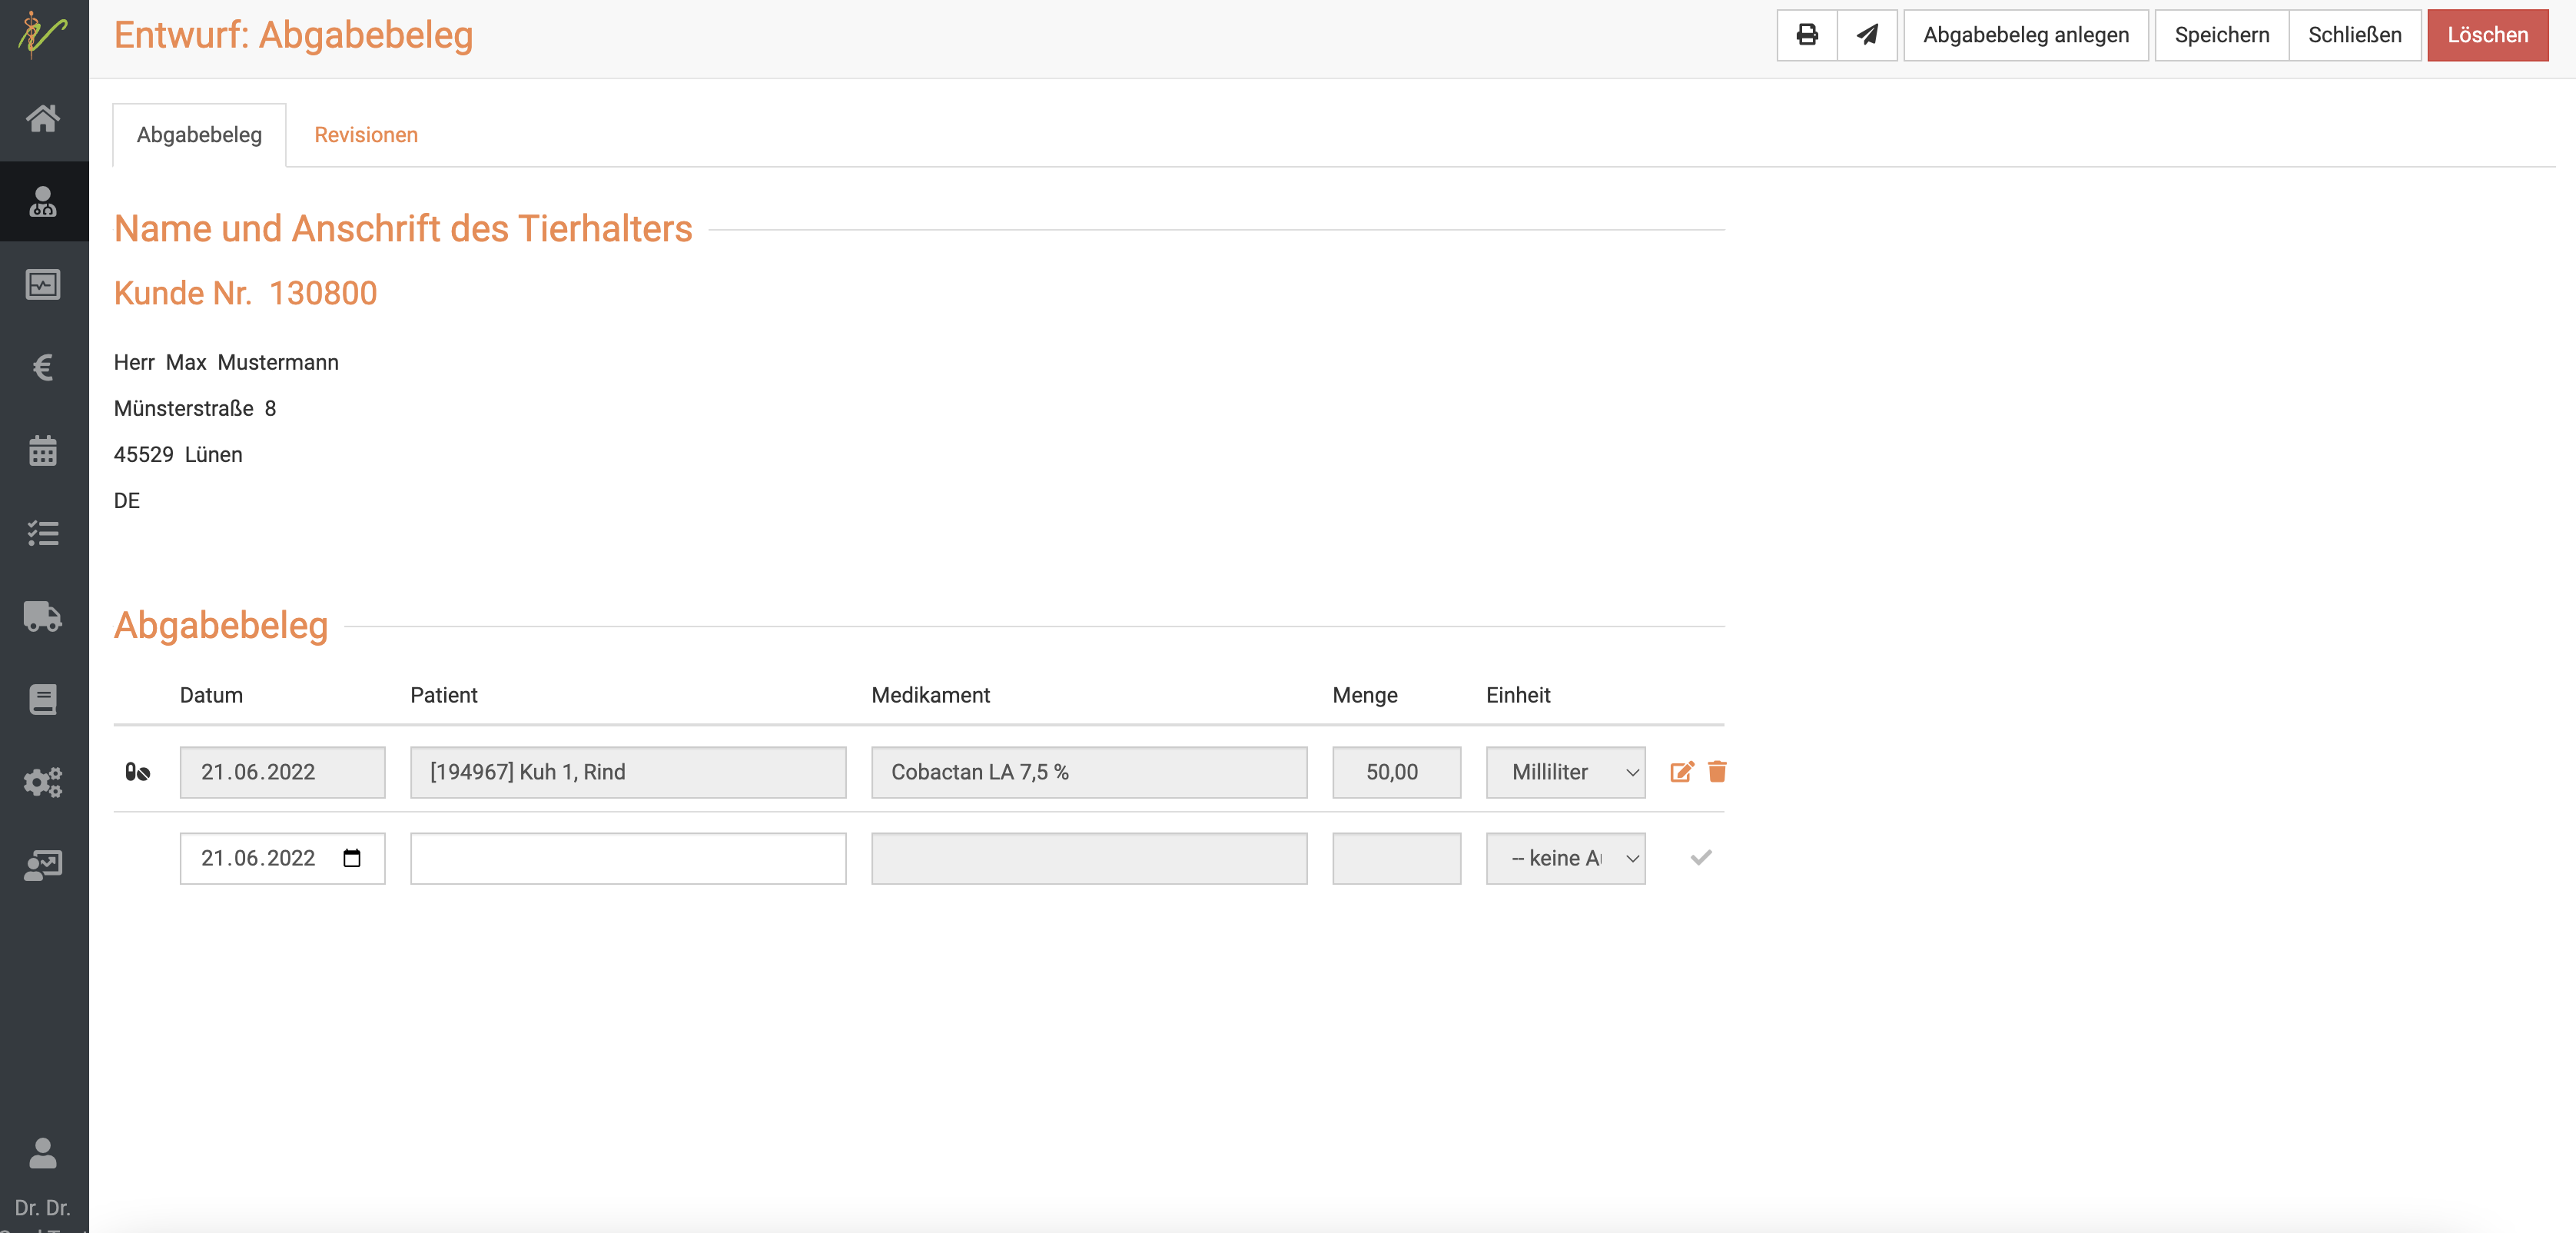 Entwurf: Abgabebeleg
Abgabebeleg anlegen
Speichern
Schließen
Löschen
Abgabebeleg
Revisionen
Name und Anschrift des Tierhalters
Kunde Nr. 130800
Herr Max Mustermann
Münsterstraße 8
45529 Lünen
DE
Abgabebeleg
Datum Patient Medikament Menge Einheit
21.06.2022 [194967] Kuh 1, Rind Cobactan LA 7,5 % 50,00 Milliliter
21.06.2022 -- keine
Dr. Dr.